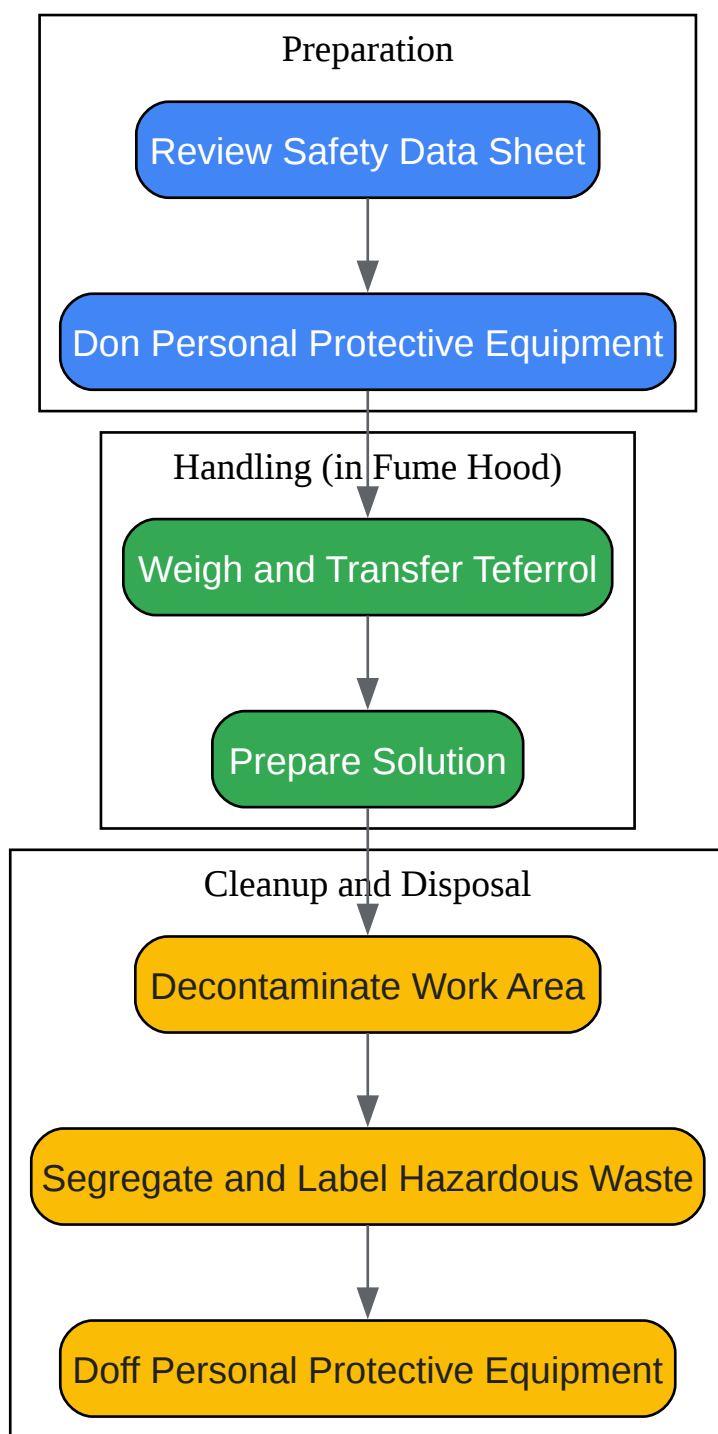 Preparation
Review Safety Data Sheet
Don Personal Protective Equipment
Handling (in Fume Hood)
Weigh and Transfer Teferrol
Prepare Solution
Cleanup and Disposal
Decontaminate Work Area
Segregate and Label Hazardous Waste
Doff Personal Protective Equipment